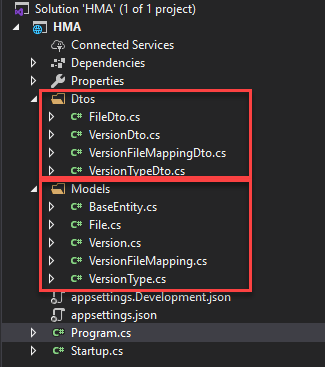 Solution 'HMA' (1 of 1 project)
HMA
Connected Services
Dependencies
Properties
Dtos
C# FileDto.cs
C# VersionDto.cs
C# VersionFileMappingDto.cs
C# VersionTypeDto.cs
Models
C# BaseEntity.cs
C# File.cs
C# Version.cs
C# VersionFileMapping.cs
C# VersionType.cs
appsettings.Development.json
appsettings.json
C# Program.cs
C# Startup.cs